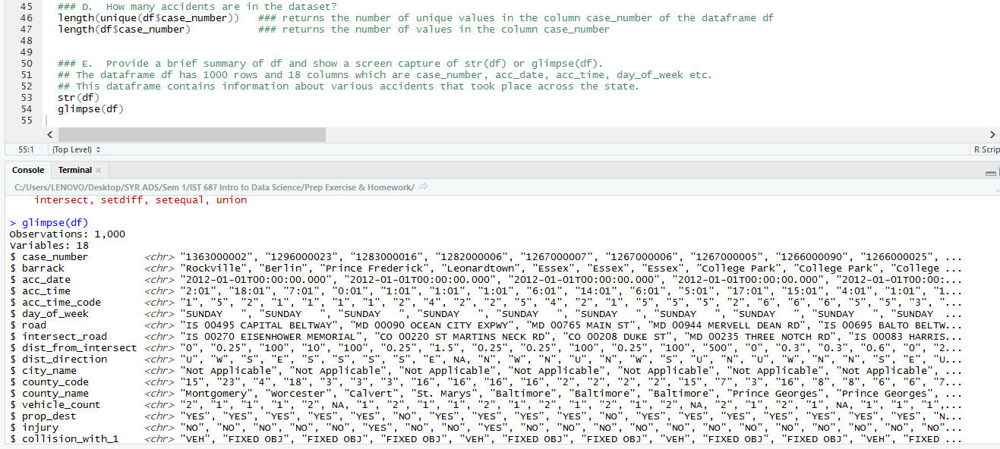 45 ### D.  How many accidents are in the dataset?
46 length(unique(df$case_number))   ### returns the number of unique values in the column case_number of the dataframe df
47 length(df$case_number)           ### returns the number of values in the column case_number
48
49
50 ### E.  Provide a brief summary of df and show a screen capture of str(df) or glimpse(df).
51 ## The dataframe df has 1000 rows and 18 columns which are case_number, acc_date, acc_time, day_of_week etc.
52 ## This dataframe contains information about various accidents that took place across the state.
53 str(df)
54 glimpse(df)
55
55:1 (Top Level) R Scrip
Console Terminal ×
C:/Users/LENOVO/Desktop/SYR ADS/Sem 1/IST 687 Intro to Data Science/Prep Exercise & Homework/
intersect, setdiff, setequal, union
> glimpse(df)
Observations: 1,000
Variables: 18
$ case_number        <chr> "1363000002", "1296000023", "1283000016", "1282000006", "1267000007", "1267000006", "1267000005", "1266000090", "1266000025", ...
$ barrack            <chr> "Rockville", "Berlin", "Prince Frederick", "Leonardtown", "Essex", "Essex", "Essex", "College Park", "College Park", "College ...
$ acc_date           <chr> "2012-01-01T00:00:00.000", "2012-01-01T00:00:00.000", "2012-01-01T00:00:00.000", "2012-01-01T00:00:00.000", "2012-01-01T00:00:...
$ acc_time           <chr> "2:01", "18:01", "7:01", "0:01", "1:01", "1:01", "1:01", "6:01", "14:01", "6:01", "5:01", "17:01", "15:01", "4:01", "1:01", "1...
$ acc_time_code      <chr> "1", "5", "2", "1", "1", "1", "1", "2", "4", "2", "2", "5", "4", "2", "1", "5", "5", "5", "2", "6", "6", "6", "5", "5", "3", "...
$ day_of_week        <chr> "SUNDAY   ", "SUNDAY   ", "SUNDAY   ", "SUNDAY   ", "SUNDAY   ", "SUNDAY   ", "SUNDAY   ", "SUNDAY   ", "SUNDAY   ", "SUNDAY...
$ road               <chr> "IS 00495 CAPITAL BELTWAY", "MD 00090 OCEAN CITY EXPWY", "MD 00765 MAIN ST", "MD 00944 MERVELL DEAN RD", "IS 00695 BALTO BELTW...
$ intersect_road     <chr> "IS 00270 EISENHOWER MEMORIAL", "CO 00220 ST MARTINS NECK RD", "CO 00208 DUKE ST", "MD 00235 THREE NOTCH RD", "IS 00083 HARRIS...
$ dist_from_intersect <chr> "0", "0.25", "100", "10", "100", "0.25", "1.5", "0.25", "0.25", "100", "0.25", "100", "500", "0", "0.3", "0.3", "0.6", "0", "2...
$ dist_direction     <chr> "U", "W", "S", "E", "S", "S", "S", "S", "E", NA, "N", "W", "N", "U", "N", "N", "W", "S", "U", "N", "U", "W", "N", "N", "S", "E", "U...
$ city_name          <chr> "Not Applicable", "Not Applicable", "Not Applicable", "Not Applicable", "Not Applicable", "Not Applicable", "Not Applicable", ...
$ county_code        <chr> "15", "23", "4", "18", "3", "3", "3", "16", "16", "16", "16", "2", "2", "2", "2", "15", "7", "3", "16", "8", "8", "6", "6", "7...
$ county_name        <chr> "Montgomery", "Worcester", "Calvert", "St. Marys", "Baltimore", "Baltimore", "Baltimore", "Prince Georges", "Prince Georges", ...
$ vehicle_count      <chr> "2", "1", "1", "1", "2", NA, "1", "2", "1", "1", "2", "1", "2", "1", "2", "1", "2", NA, "2", "1", "2", "1", NA, "1", "1", "1",...
$ prop_dest          <chr> "YES", "YES", "YES", "YES", "YES", "NO", "YES", "YES", "YES", "YES", "NO", "YES", "YES", "YES", "YES", "YES", "YES", "YES", "N...
$ injury             <chr> "NO", "NO", "NO", "NO", "NO", "YES", "NO", "NO", "YES", "NO", "NO", "NO", "NO", "NO", "NO", "NO", "NO", "NO", "NO", "NO", "NO"...
$ collision_with_1   <chr> "VEH", "FIXED OBJ", "FIXED OBJ", "FIXED OBJ", "VEH", "FIXED OBJ", "FIXED OBJ", "VEH", "FIXED OBJ", "FIXED OBJ", "VEH", "FIXED ...